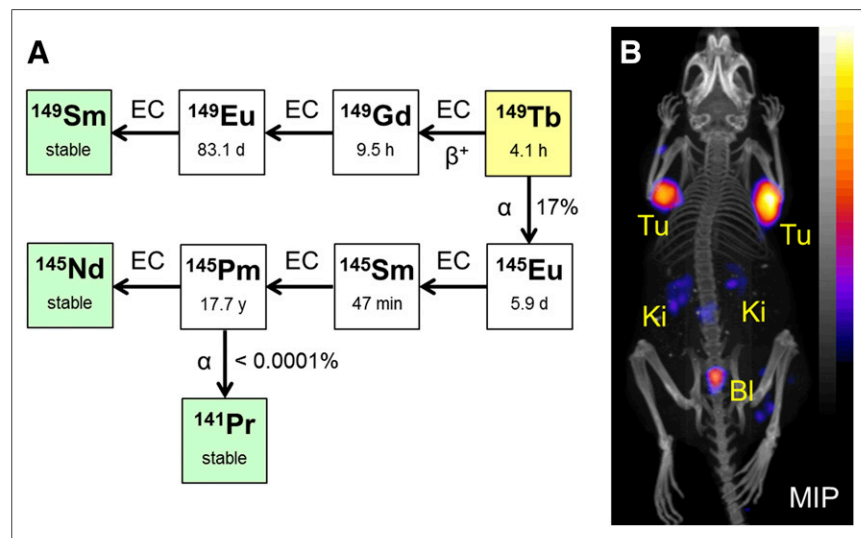 A
¹⁴⁹Sm EC ¹⁴⁹Eu EC ¹⁴⁹Gd EC ¹⁴⁹Tb
stable 83.1 d 9.5 h β⁺ 4.1 h
α 17%
¹⁴⁵Nd EC ¹⁴⁵Pm EC ¹⁴⁵Sm EC ¹⁴⁵Eu
stable 17.7 y 47 min 5.9 d
α < 0.0001%
¹⁴¹Pr
stable
B
Tu Tu
Ki Ki
Bl
MIP